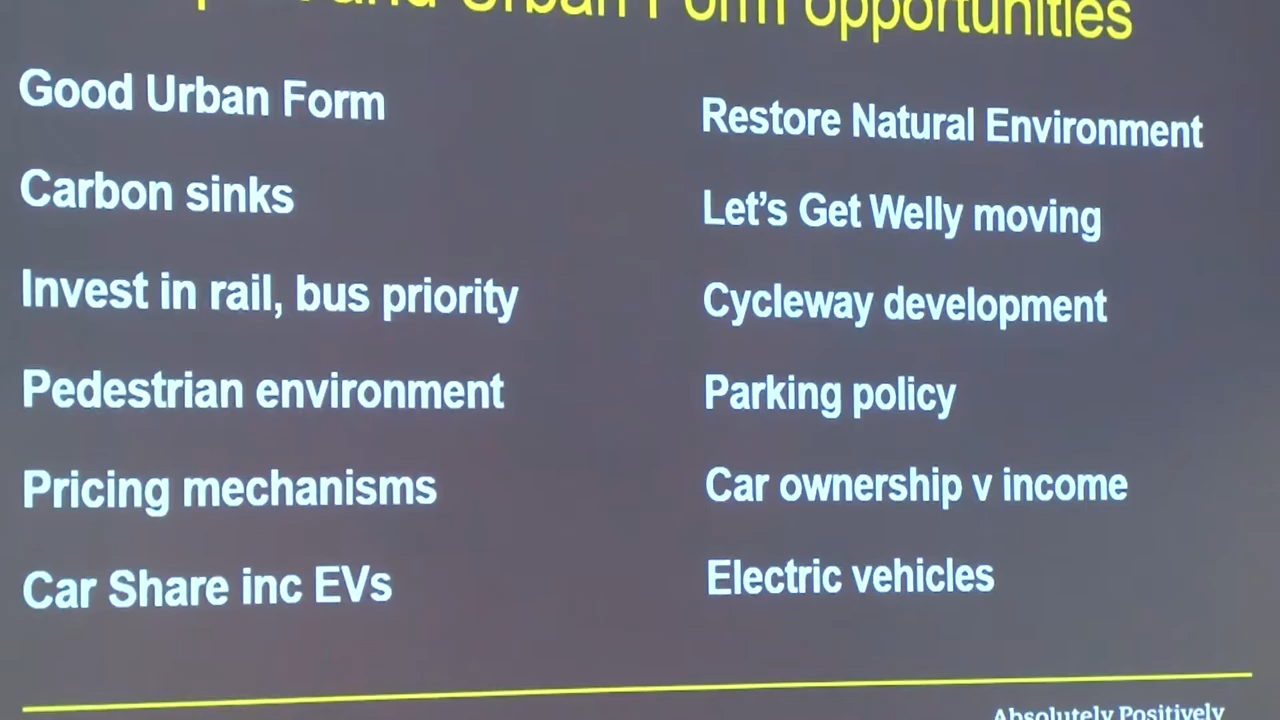 and Urban Form opportunities
Good Urban Form
Carbon sinks
Invest in rail, bus priority
Pedestrian environment
Pricing mechanisms
Car Share inc EVs
Restore Natural Environment
Let's Get Welly moving
Cycleway development
Parking policy
Car ownership v income
Electric vehicles
Absolutely Positively